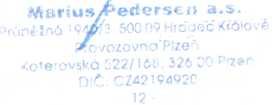 Marius Pedersen a.s.
Průběžná 1940/3, 500 09 Hradec Králové
Provozovna Plzeň
Koterovská 522/168, 326 00 Plzeň
DIČ: CZ42194920
12 -